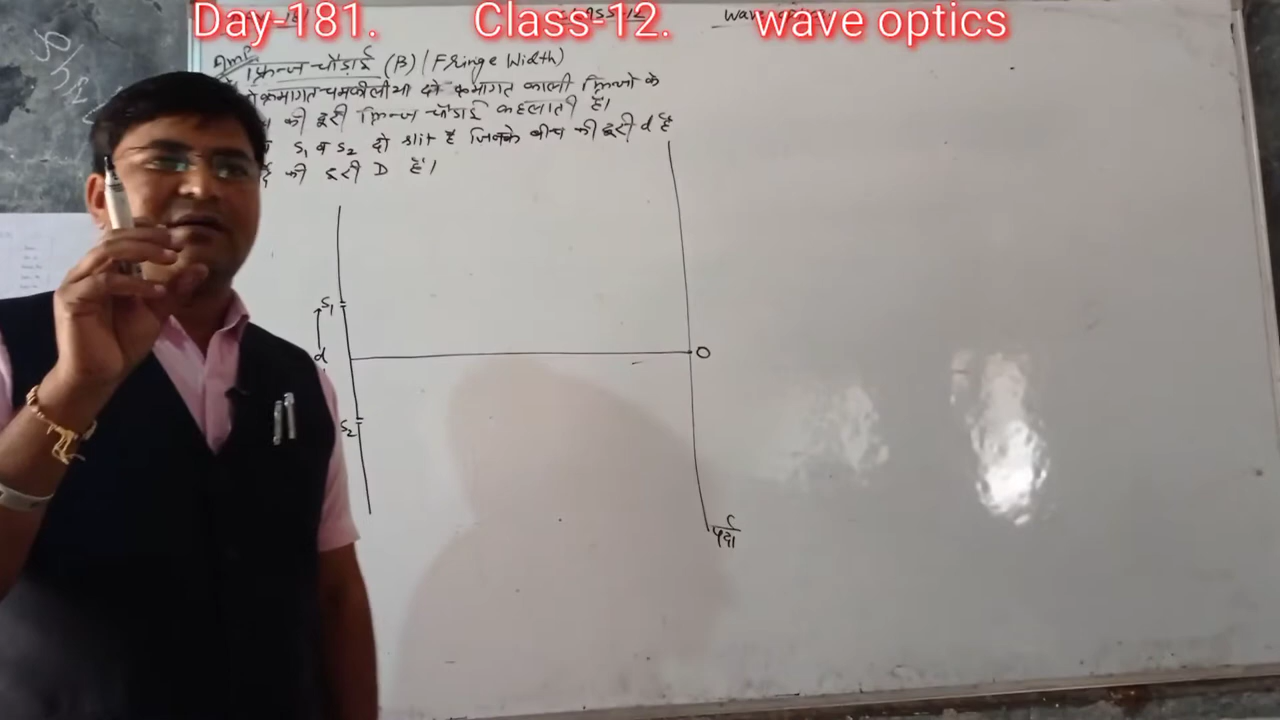 Day-181. Class-12. wave optics
Imp फ्रिन्ज चौड़ाई (B) / Fringe Width)
क्रमागत चमकीली या दो क्रमागत काली फ्रिन्जो के
की दूरी फ्रिन्ज चौड़ाई कहलाती है।
S₁ व S₂ दो slit है जिनके बीच की दूरी d है
की दूरी D है।
S₁
d
O
S₂
पर्दा